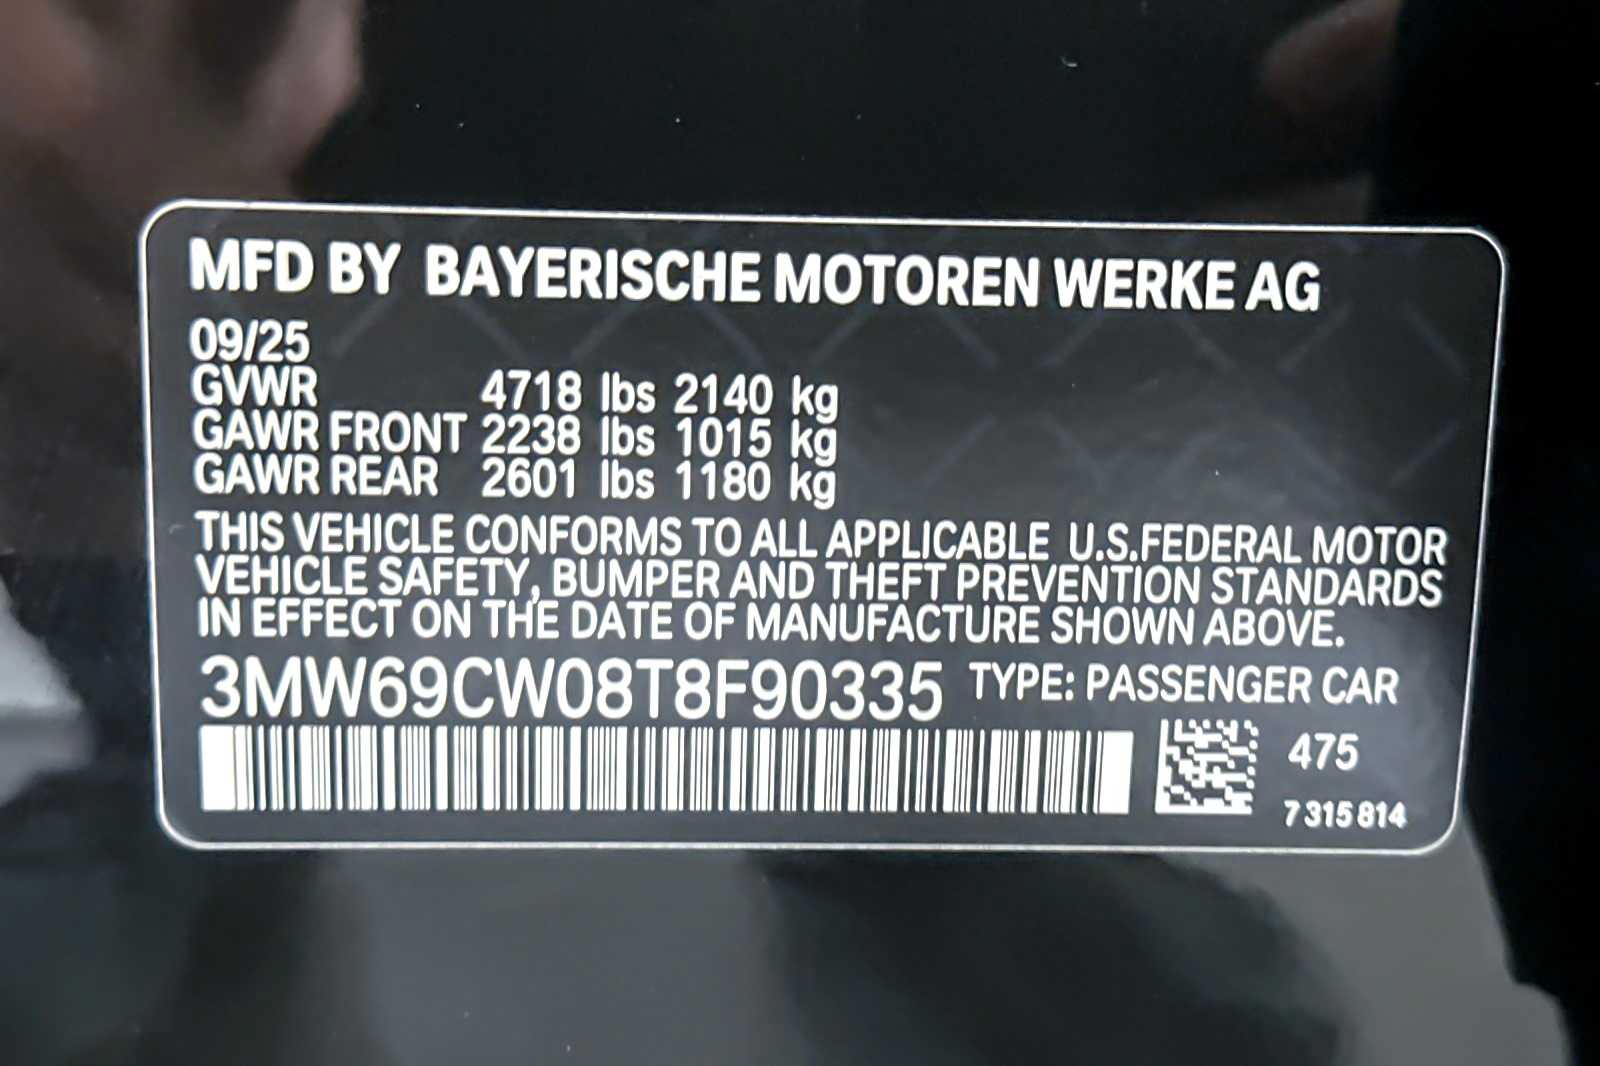 MFD BY BAYERISCHE MOTOREN WERKE AG
09/25
GVWR 4718 lbs 2140 kg
GAWR FRONT 2238 lbs 1015 kg
GAWR REAR 2601 lbs 1180 kg
THIS VEHICLE CONFORMS TO ALL APPLICABLE U.S.FEDERAL MOTOR
VEHICLE SAFETY, BUMPER AND THEFT PREVENTION STANDARDS
IN EFFECT ON THE DATE OF MANUFACTURE SHOWN ABOVE.
3MW69CW08T8F90335 TYPE: PASSENGER CAR
475
7 315 814